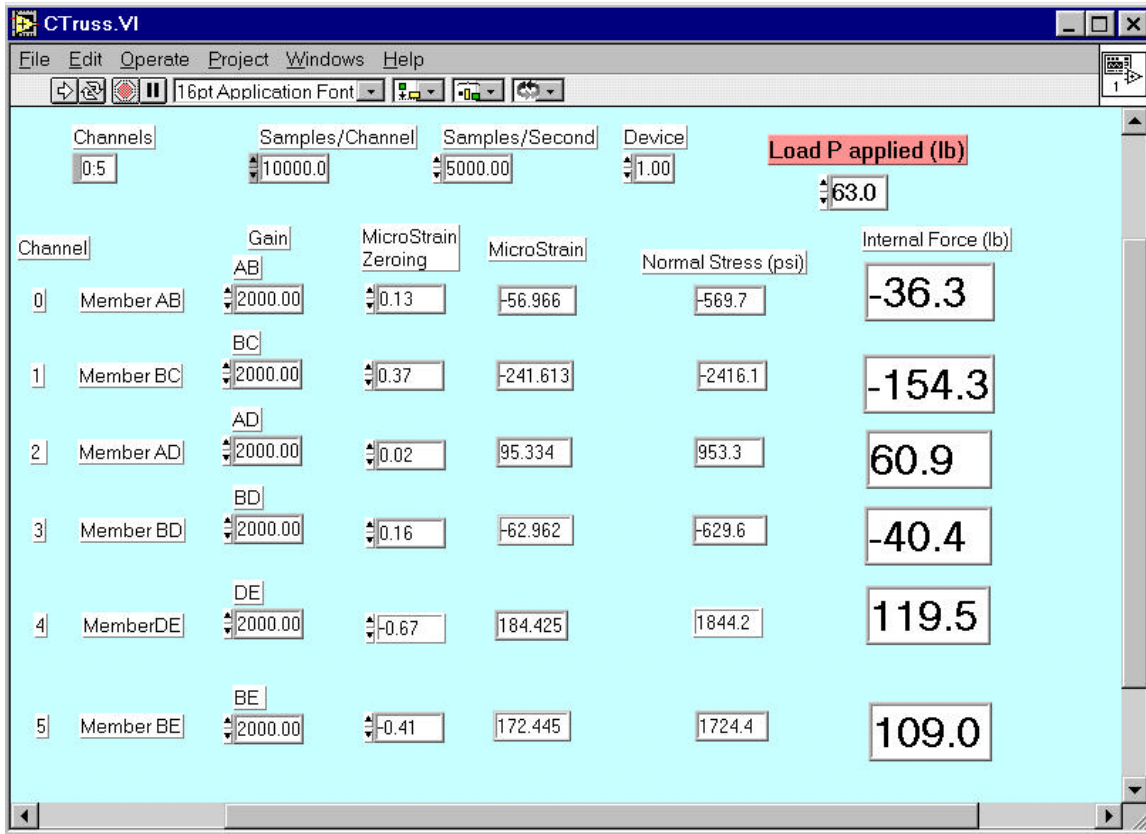 CTruss.VI
File Edit Operate Project Windows Help
16pt Application Font
1
Channels Samples/Channel Samples/Second Device Load P applied (lb)
0:5 10000.0 5000.00 1.00 63.0
Channel Gain MicroStrain Zeroing MicroStrain Normal Stress (psi) Internal Force (lb)
AB
0 Member AB 2000.00 0.13 -56.966 -569.7 -36.3
BC
1 Member BC 2000.00 0.37 -241.613 -2416.1 -154.3
AD
2 Member AD 2000.00 0.02 95.334 953.3 60.9
BD
3 Member BD 2000.00 0.16 -62.962 -629.6 -40.4
DE
4 MemberDE 2000.00 -0.67 184.425 1844.2 119.5
BE
5 Member BE 2000.00 -0.41 172.445 1724.4 109.0